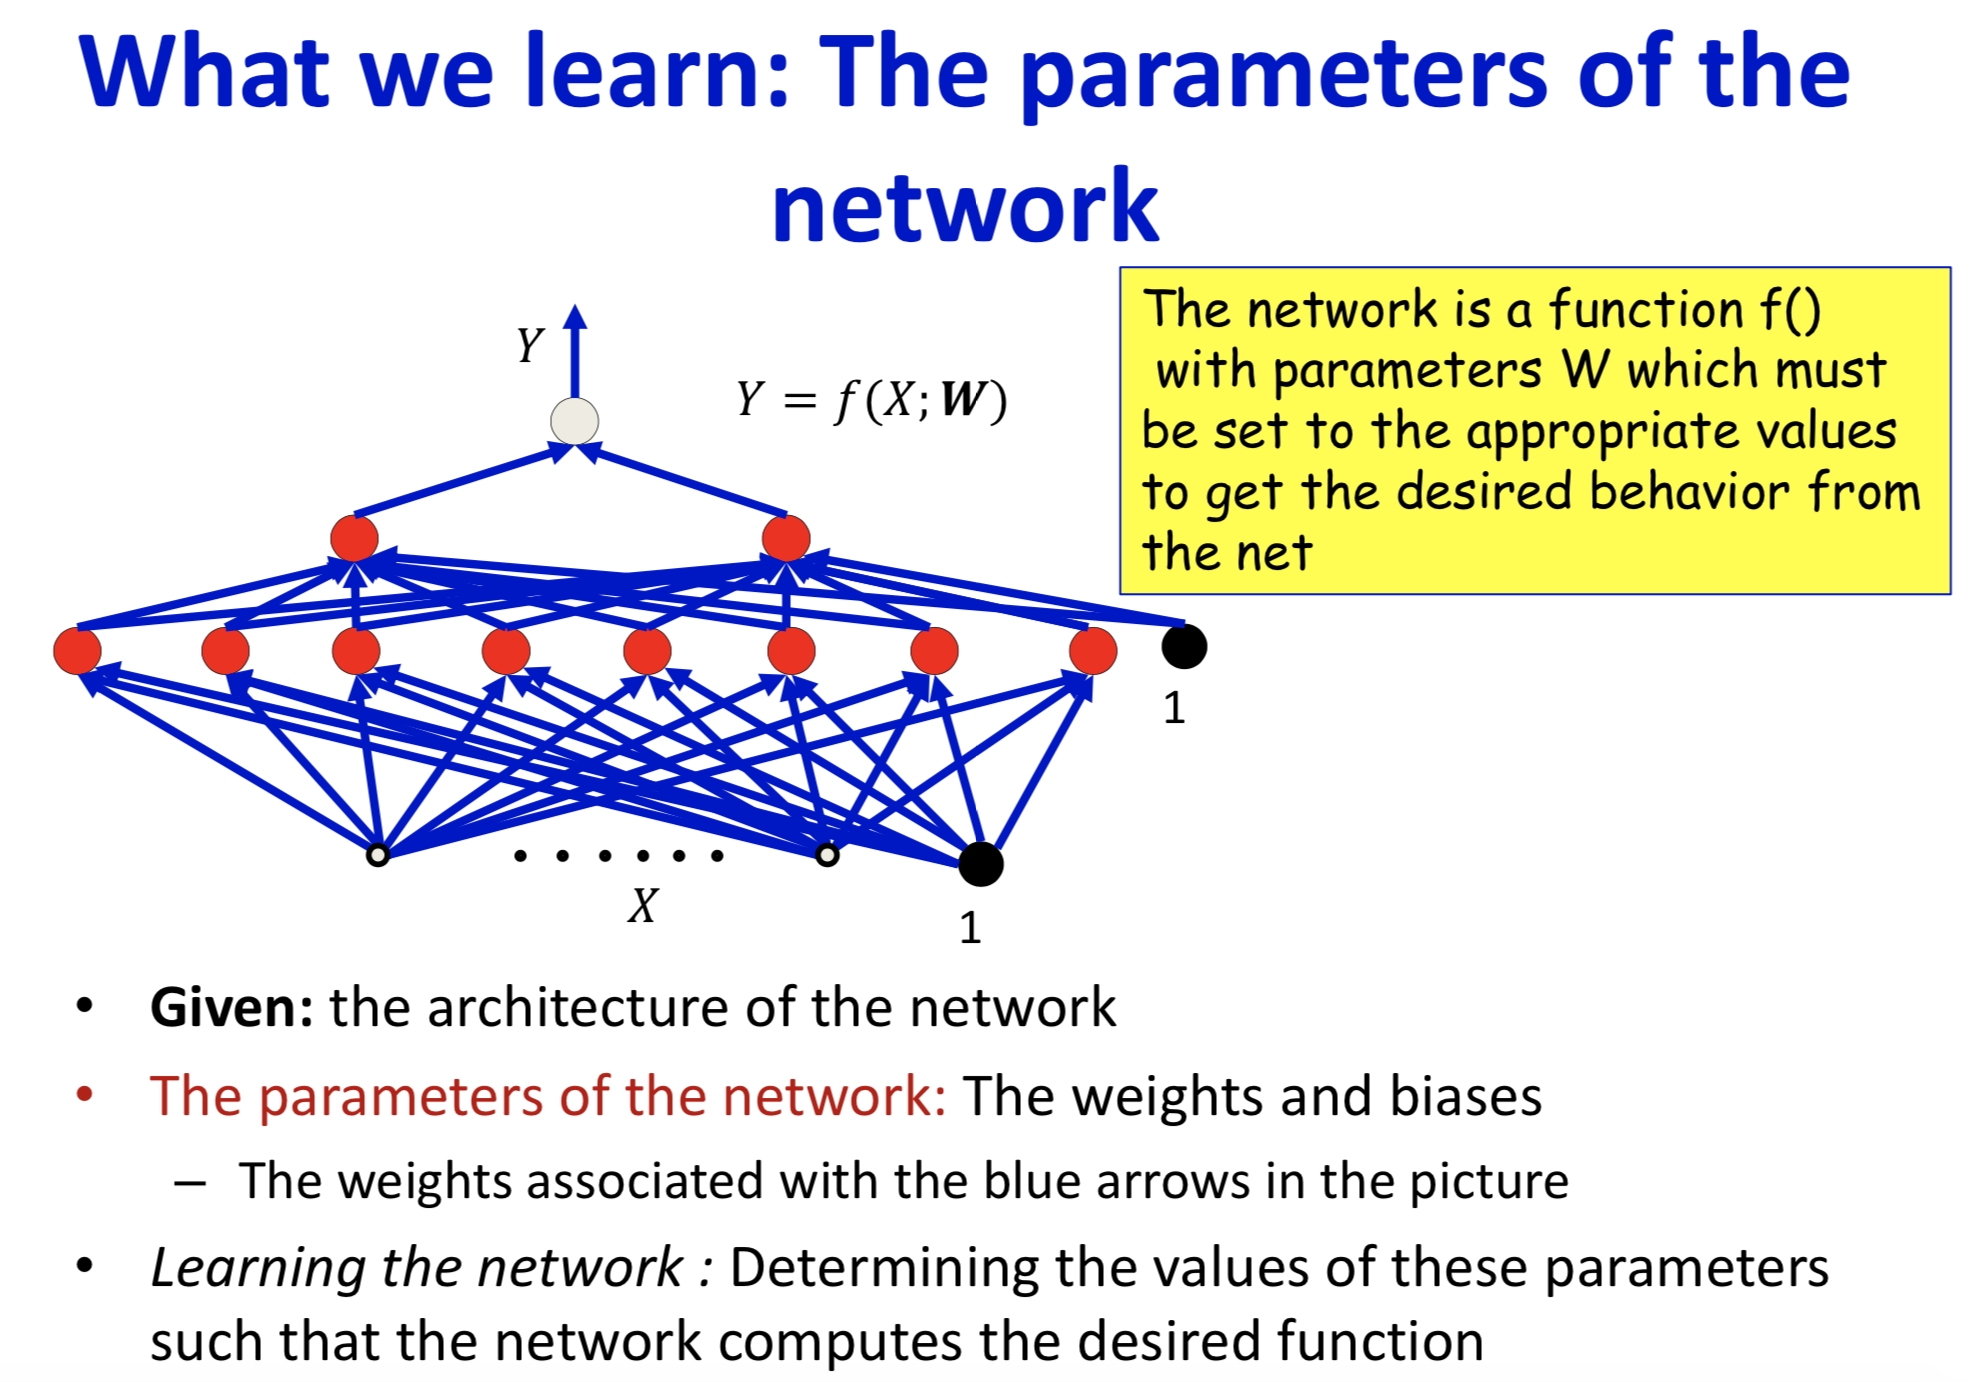 What we learn: The parameters of the
network
The network is a function f()
with parameters W which must
be set to the appropriate values
to get the desired behavior from
the net
Y
Y = f(X; W)
1
X
1
• Given: the architecture of the network
• The parameters of the network: The weights and biases
– The weights associated with the blue arrows in the picture
• Learning the network : Determining the values of these parameters
such that the network computes the desired function